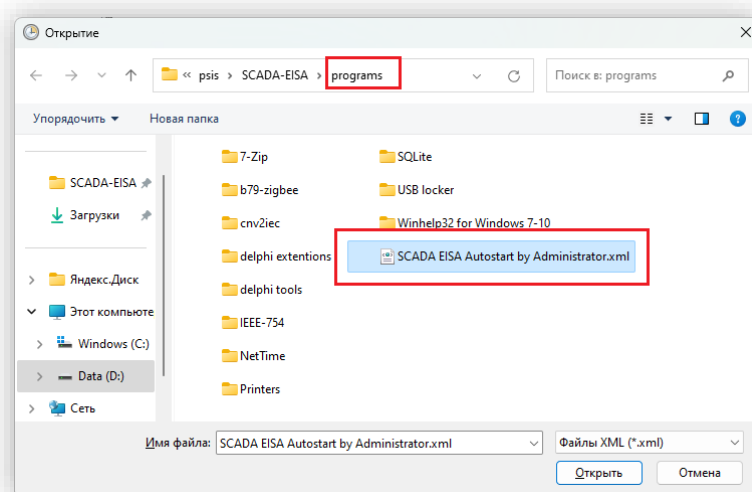 Открытие
« psis › SCADA-EISA › programs
Поиск в: programs
Упорядочить
Новая папка
SCADA-EISA
Загрузки
Яндекс.Диск
Этот компьюте
Windows (C:)
Data (D:)
Сеть
7-Zip
b79-zigbee
cnv2iec
delphi extentions
delphi tools
IEEE-754
NetTime
Printers
SQLite
USB locker
Winhelp32 for Windows 7-10
SCADA EISA Autostart by Administrator.xml
Имя файла: SCADA EISA Autostart by Administrator.xml
Файлы XML (*.xml)
Открыть
Отмена